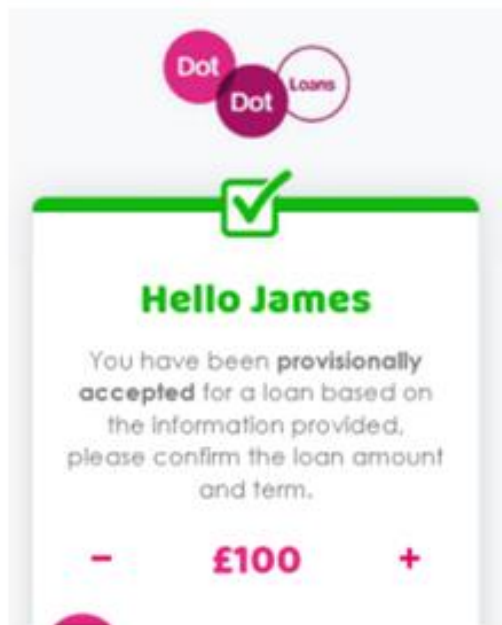 Dot
Dot
Loans
Hello James
You have been provisionally
accepted for a loan based on
the information provided,
please confirm the loan amount
and term.
- £100 +